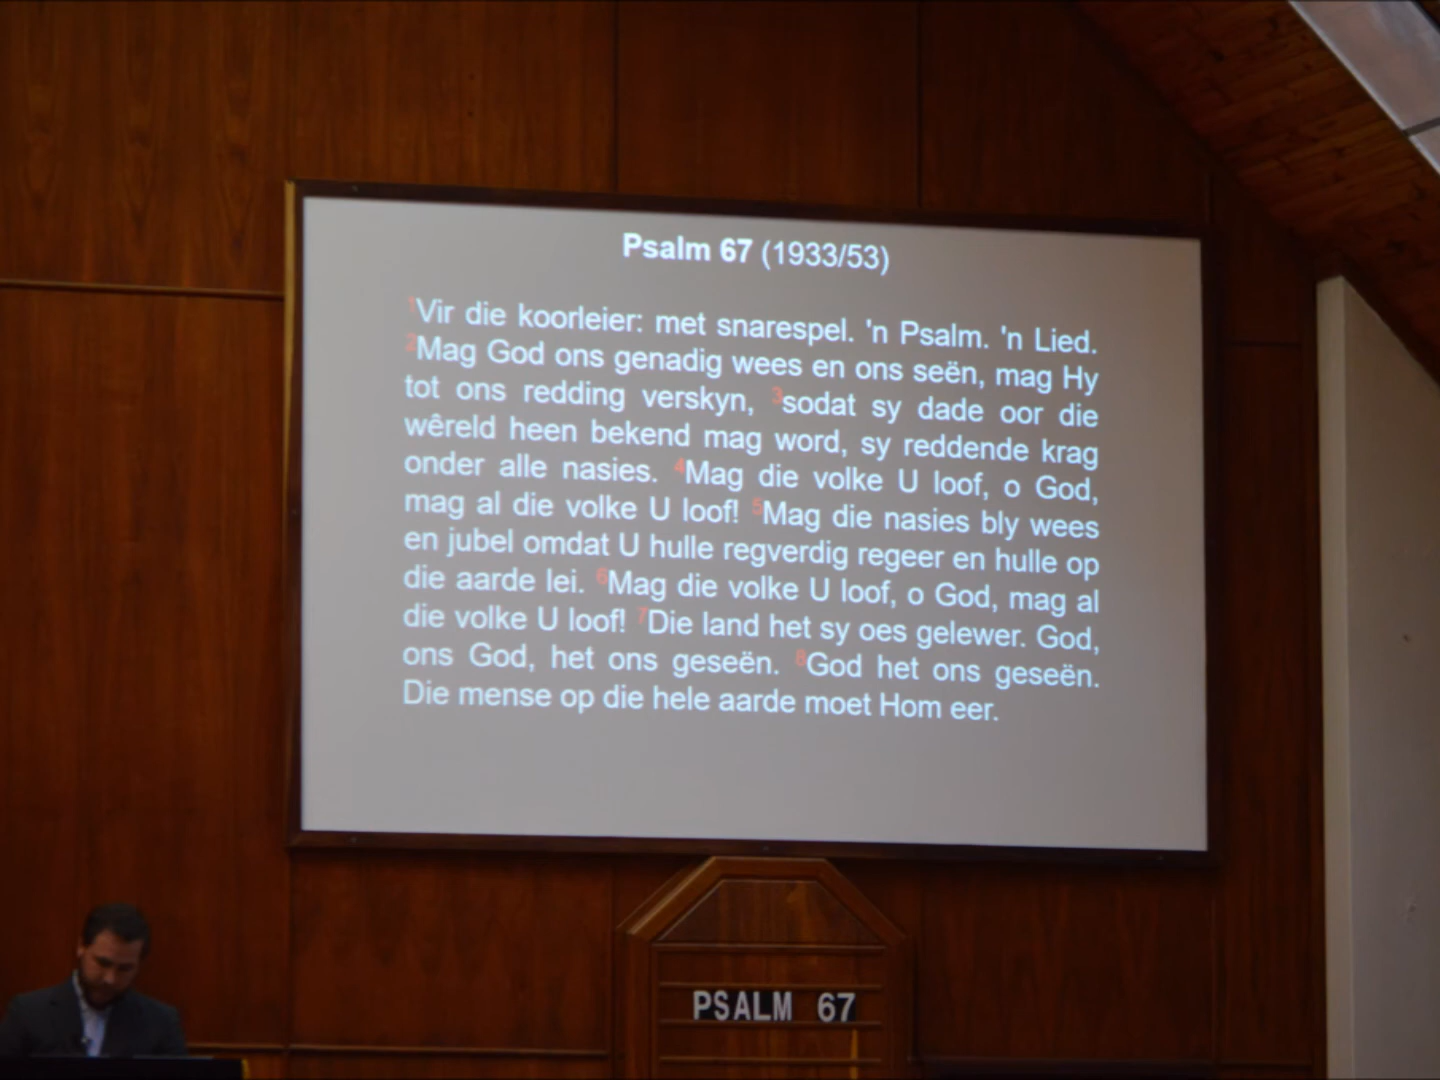 Psalm 67 (1933/53)
1Vir die koorleier: met snarespel. 'n Psalm. 'n Lied.
2Mag God ons genadig wees en ons seën, mag Hy
tot ons redding verskyn, 3sodat sy dade oor die
wêreld heen bekend mag word, sy reddende krag
onder alle nasies. 4Mag die volke U loof, o God,
mag al die volke U loof! 5Mag die nasies bly wees
en jubel omdat U hulle regverdig regeer en hulle op
die aarde lei. 6Mag die volke U loof, o God, mag al
die volke U loof! 7Die land het sy oes gelewer. God,
ons God, het ons geseën. 8God het ons geseën.
Die mense op die hele aarde moet Hom eer.
PSALM 67